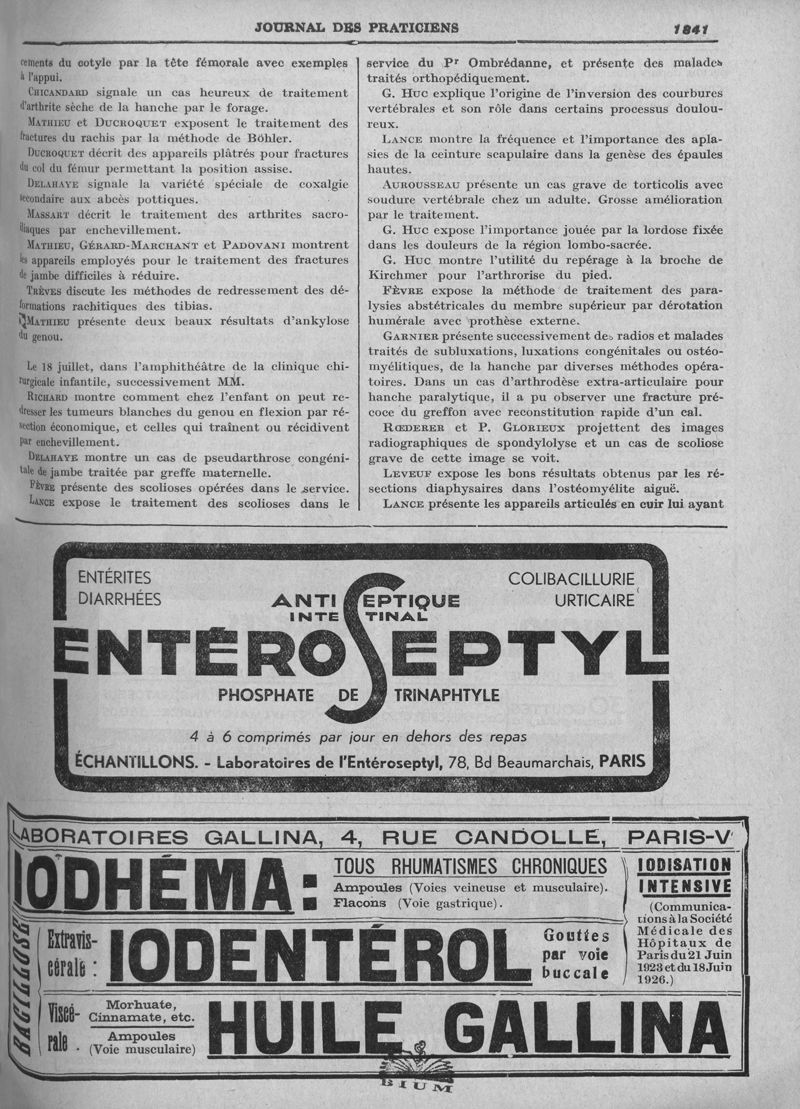 JOURNAL DES PRATICIENS 1841
cements du cotyle par la tête fémorale avec exemples
à l'appui.
CHICANDARD signale un cas heureux de traitement
d'arthrite sèche de la hanche par le forage.
MATHIEU et DUCROQUET exposent le traitement des
fractures du rachis par la méthode de Böhler.
DUCROQUET décrit des appareils plâtrés pour fractures
du col du fémur permettant la position assise.
DELAHAYE signale la variété spéciale de coxalgie
secondaire aux abcès pottiques.
MASSART décrit le traitement des arthrites sacro-
iliaques par enchevillement.
MATHIEU, GÉRARD-MARCHANT et PADOVANI montrent
les appareils employés pour le traitement des fractures
de jambe difficiles à réduire.
TRÈVES discute les méthodes de redressement des dé-
formations rachitiques des tibias.
MATHIEU présente deux beaux résultats d'ankylose
du genou.
Le 18 juillet, dans l'amphithéâtre de la clinique chi-
rurgicale infantile, successivement MM.
RICHARD montre comment chez l'enfant on peut re-
dresser les tumeurs blanches du genou en flexion par ré-
section économique, et celles qui traînent ou récidivent
par enchevillement.
DELAHAYE montre un cas de pseudarthrose congéni-
tale de jambe traitée par greffe maternelle.
FÈVRE présente des scolioses opérées dans le service.
LANCE expose le traitement des scolioses dans le
service du Pr Ombrédanne, et présente des malades
traités orthopédiquement.
G. HUC explique l'origine de l'inversion des courbures
vertébrales et son rôle dans certains processus doulou-
reux.
LANCE montre la fréquence et l'importance des apla-
sies de la ceinture scapulaire dans la genèse des épaules
hautes.
AUROUSSEAU présente un cas grave de torticolis avec
soudure vertébrale chez un adulte. Grosse amélioration
par le traitement.
G. HUC expose l'importance jouée par la lordose fixée
dans les douleurs de la région lombo-sacrée.
G. HUC montre l'utilité du repérage à la broche de
Kirchmer pour l'arthrorise du pied.
FÈVRE expose la méthode de traitement des para-
lysies abstétricales du membre supérieur par dérotation
humérale avec prothèse externe.
GARNIER présente successivement des radios et malades
traités de subluxations, luxations congénitales ou ostéo-
myélitiques, de la hanche par diverses méthodes opéra-
toires. Dans un cas d'arthrodèse extra-articulaire pour
hanche paralytique, il a pu observer une fracture pré-
coce du greffon avec reconstitution rapide d'un cal.
RŒDERER et P. GLORIEUX projettent des images
radiographiques de spondylolyse et un cas de scoliose
grave de cette image se voit.
LEVEUF expose les bons résultats obtenus par les ré-
sections diaphysaires dans l'ostéomyélite aiguë.
LANCE présente les appareils articulés en cuir lui ayant
ENTÉRITES
DIARRHÉES
COLIBACILLURIE
URTICAIRE
ANTISEPTIQUE
INTESTINAL
ENTÉROSEPTYL
PHOSPHATE DE TRINAPHTYLE
4 à 6 comprimés par jour en dehors des repas
ÉCHANTILLONS. - Laboratoires de l'Entéroseptyl, 78, Bd Beaumarchais, PARIS
LABORATOIRES GALLINA, 4, RUE CANDOLLE, PARIS-V
IODHÉMA:
TOUS RHUMATISMES CHRONIQUES
Ampoules (Voies veineuse et musculaire).
Flacons (Voie gastrique).
IODISATION
INTENSIVE
(Communica-
tions à la Société
Médicale des
Hôpitaux de
Paris du 21 Juin
1923 et du 18 Juin
1926.)
BACILLOSE
Extravis-
cérale :
IODENTÉROL
Gouttes
par voie
buccale
Viscé-
rale .
Morhuate,
Cinnamate, etc.
Ampoules
(Voie musculaire)
HUILE GALLINA
BIUM